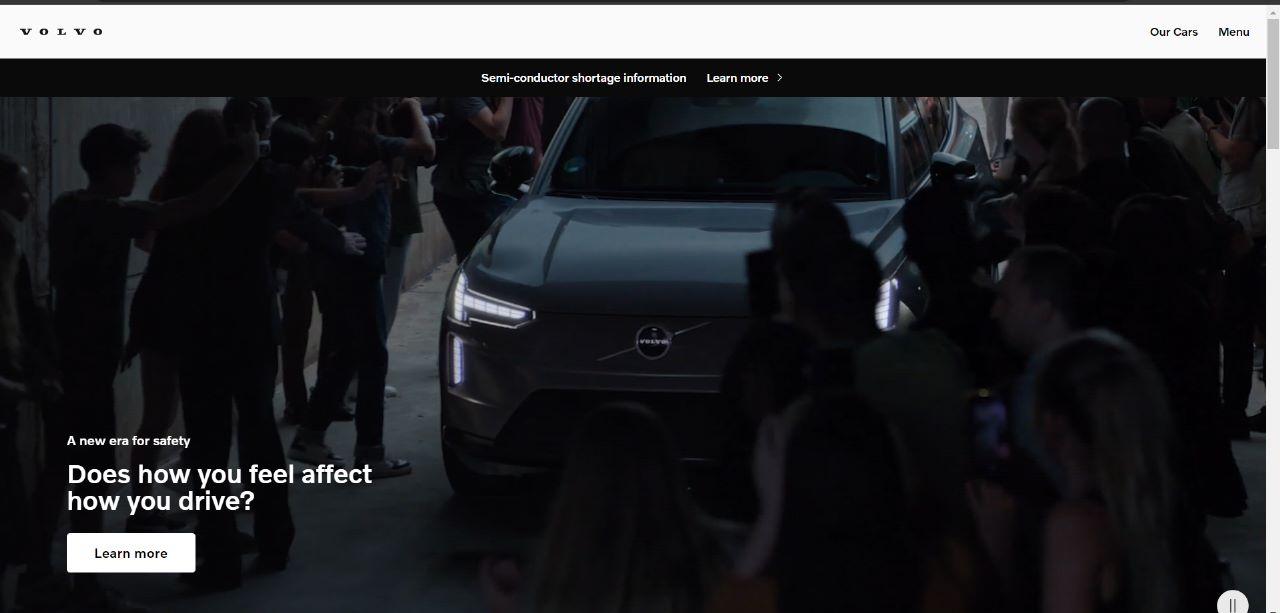 VOLVO
Our Cars
Menu
Semi-conductor shortage information
Learn more
VOLVO
A new era for safety
Does how you feel affect
how you drive?
Learn more